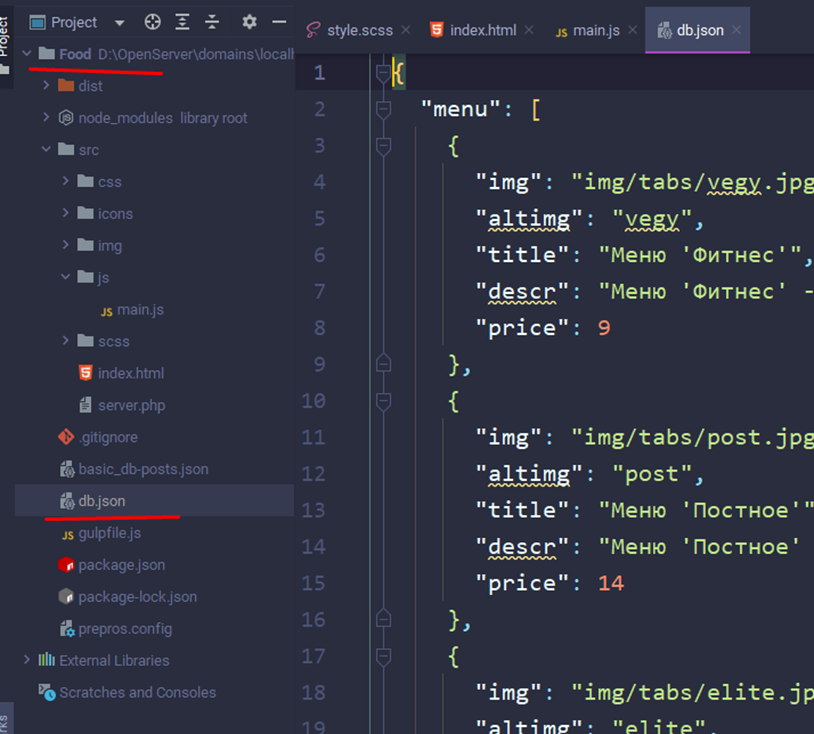 Project
Project
style.scss
index.html
main.js
db.json
Food D:\OpenServer\domains\locall
dist
node_modules library root
src
css
icons
img
js
main.js
scss
index.html
server.php
.gitignore
basic_db-posts.json
db.json
gulpfile.js
package.json
package-lock.json
prepros.config
External Libraries
Scratches and Consoles
1 {
2 "menu": [
3 {
4 "img": "img/tabs/vegy.jpg
5 "altimg": "vegy",
6 "title": "Меню 'Фитнес'",
7 "descr": "Меню 'Фитнес' -
8 "price": 9
9 },
10 {
11 "img": "img/tabs/post.jpg
12 "altimg": "post",
13 "title": "Меню 'Постное'"
14 "descr": "Меню 'Постное'
15 "price": 14
16 },
17 {
18 "img": "img/tabs/elite.jp
19 "altimg": "elite",